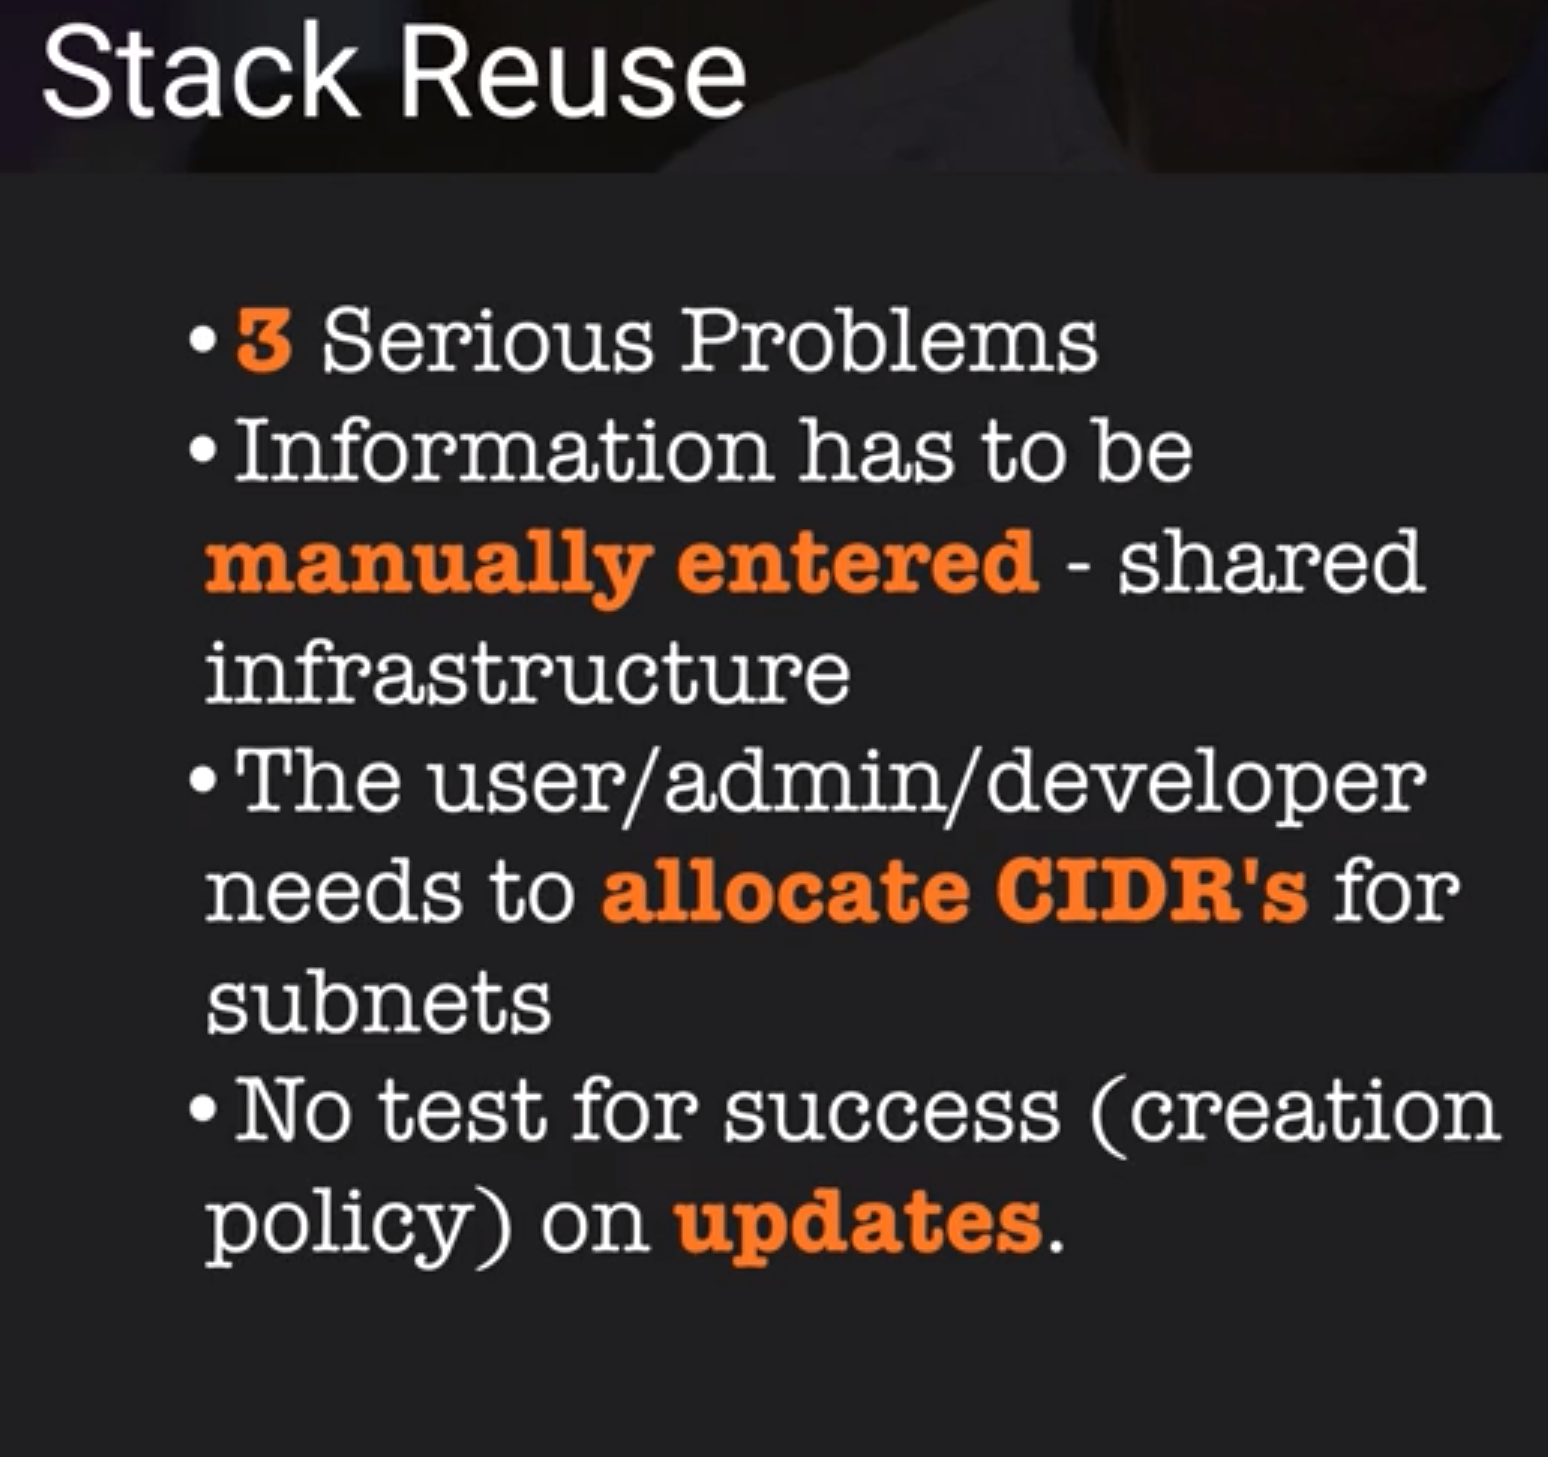 Stack Reuse
•3 Serious Problems
•Information has to be
manually entered - shared
infrastructure
•The user/admin/developer
needs to allocate CIDR's for
subnets
•No test for success (creation
policy) on updates.